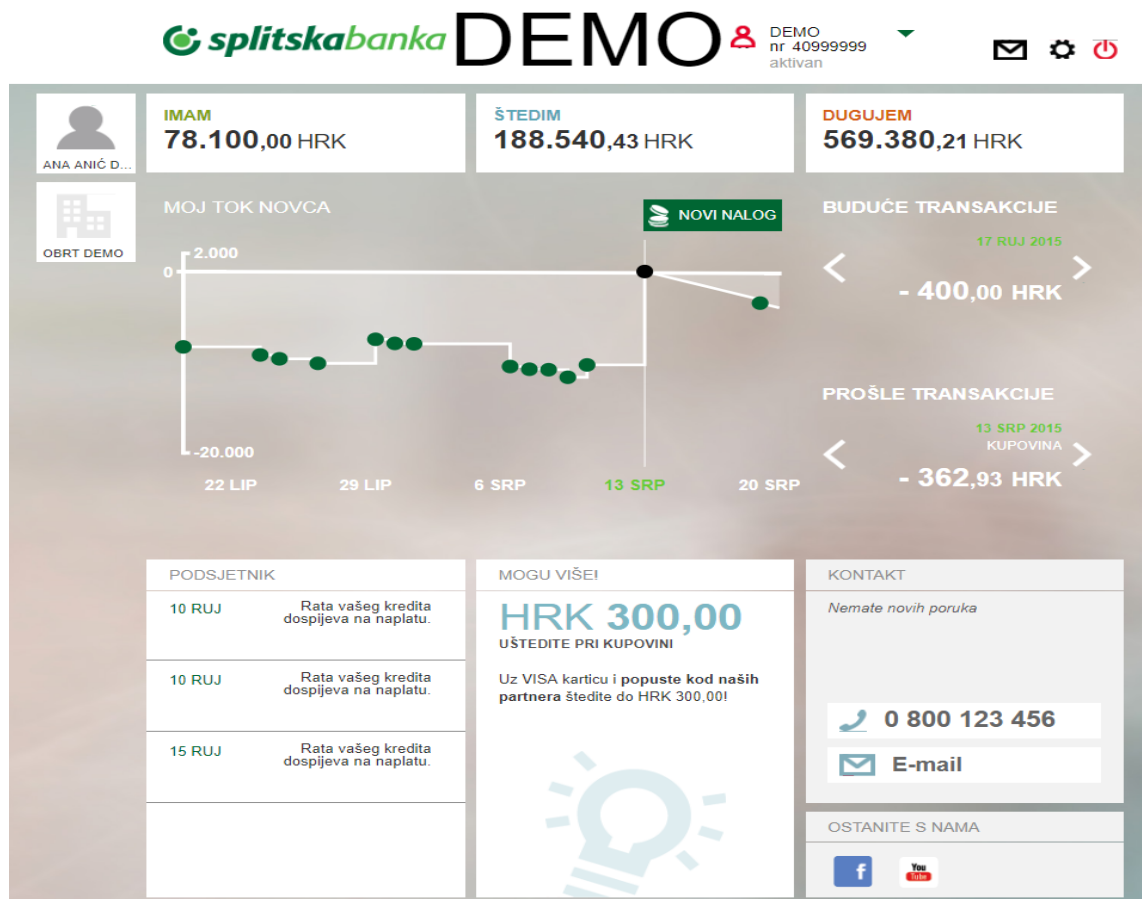 splitskabanka DEMO
DEMO
nr 40999999
aktivan
ANA ANIĆ D...
OBRT DEMO
IMAM
78.100,00 HRK
ŠTEDIM
188.540,43 HRK
DUGUJEM
569.380,21 HRK
MOJ TOK NOVCA
NOVI NALOG
2.000
0
-20.000
22 LIP
29 LIP
6 SRP
13 SRP
20 SRP
BUDUĆE TRANSAKCIJE
17 RUJ 2015
- 400,00 HRK
PROŠLE TRANSAKCIJE
13 SRP 2015
KUPOVINA
- 362,93 HRK
PODSJETNIK
10 RUJ Rata vašeg kredita
dospijeva na naplatu.
10 RUJ Rata vašeg kredita
dospijeva na naplatu.
15 RUJ Rata vašeg kredita
dospijeva na naplatu.
MOGU VIŠE!
HRK 300,00
UŠTEDITE PRI KUPOVINI
Uz VISA karticu i popuste kod naših
partnera štedite do HRK 300,00!
KONTAKT
Nemate novih poruka
0 800 123 456
E-mail
OSTANITE S NAMA
f
You
Tube